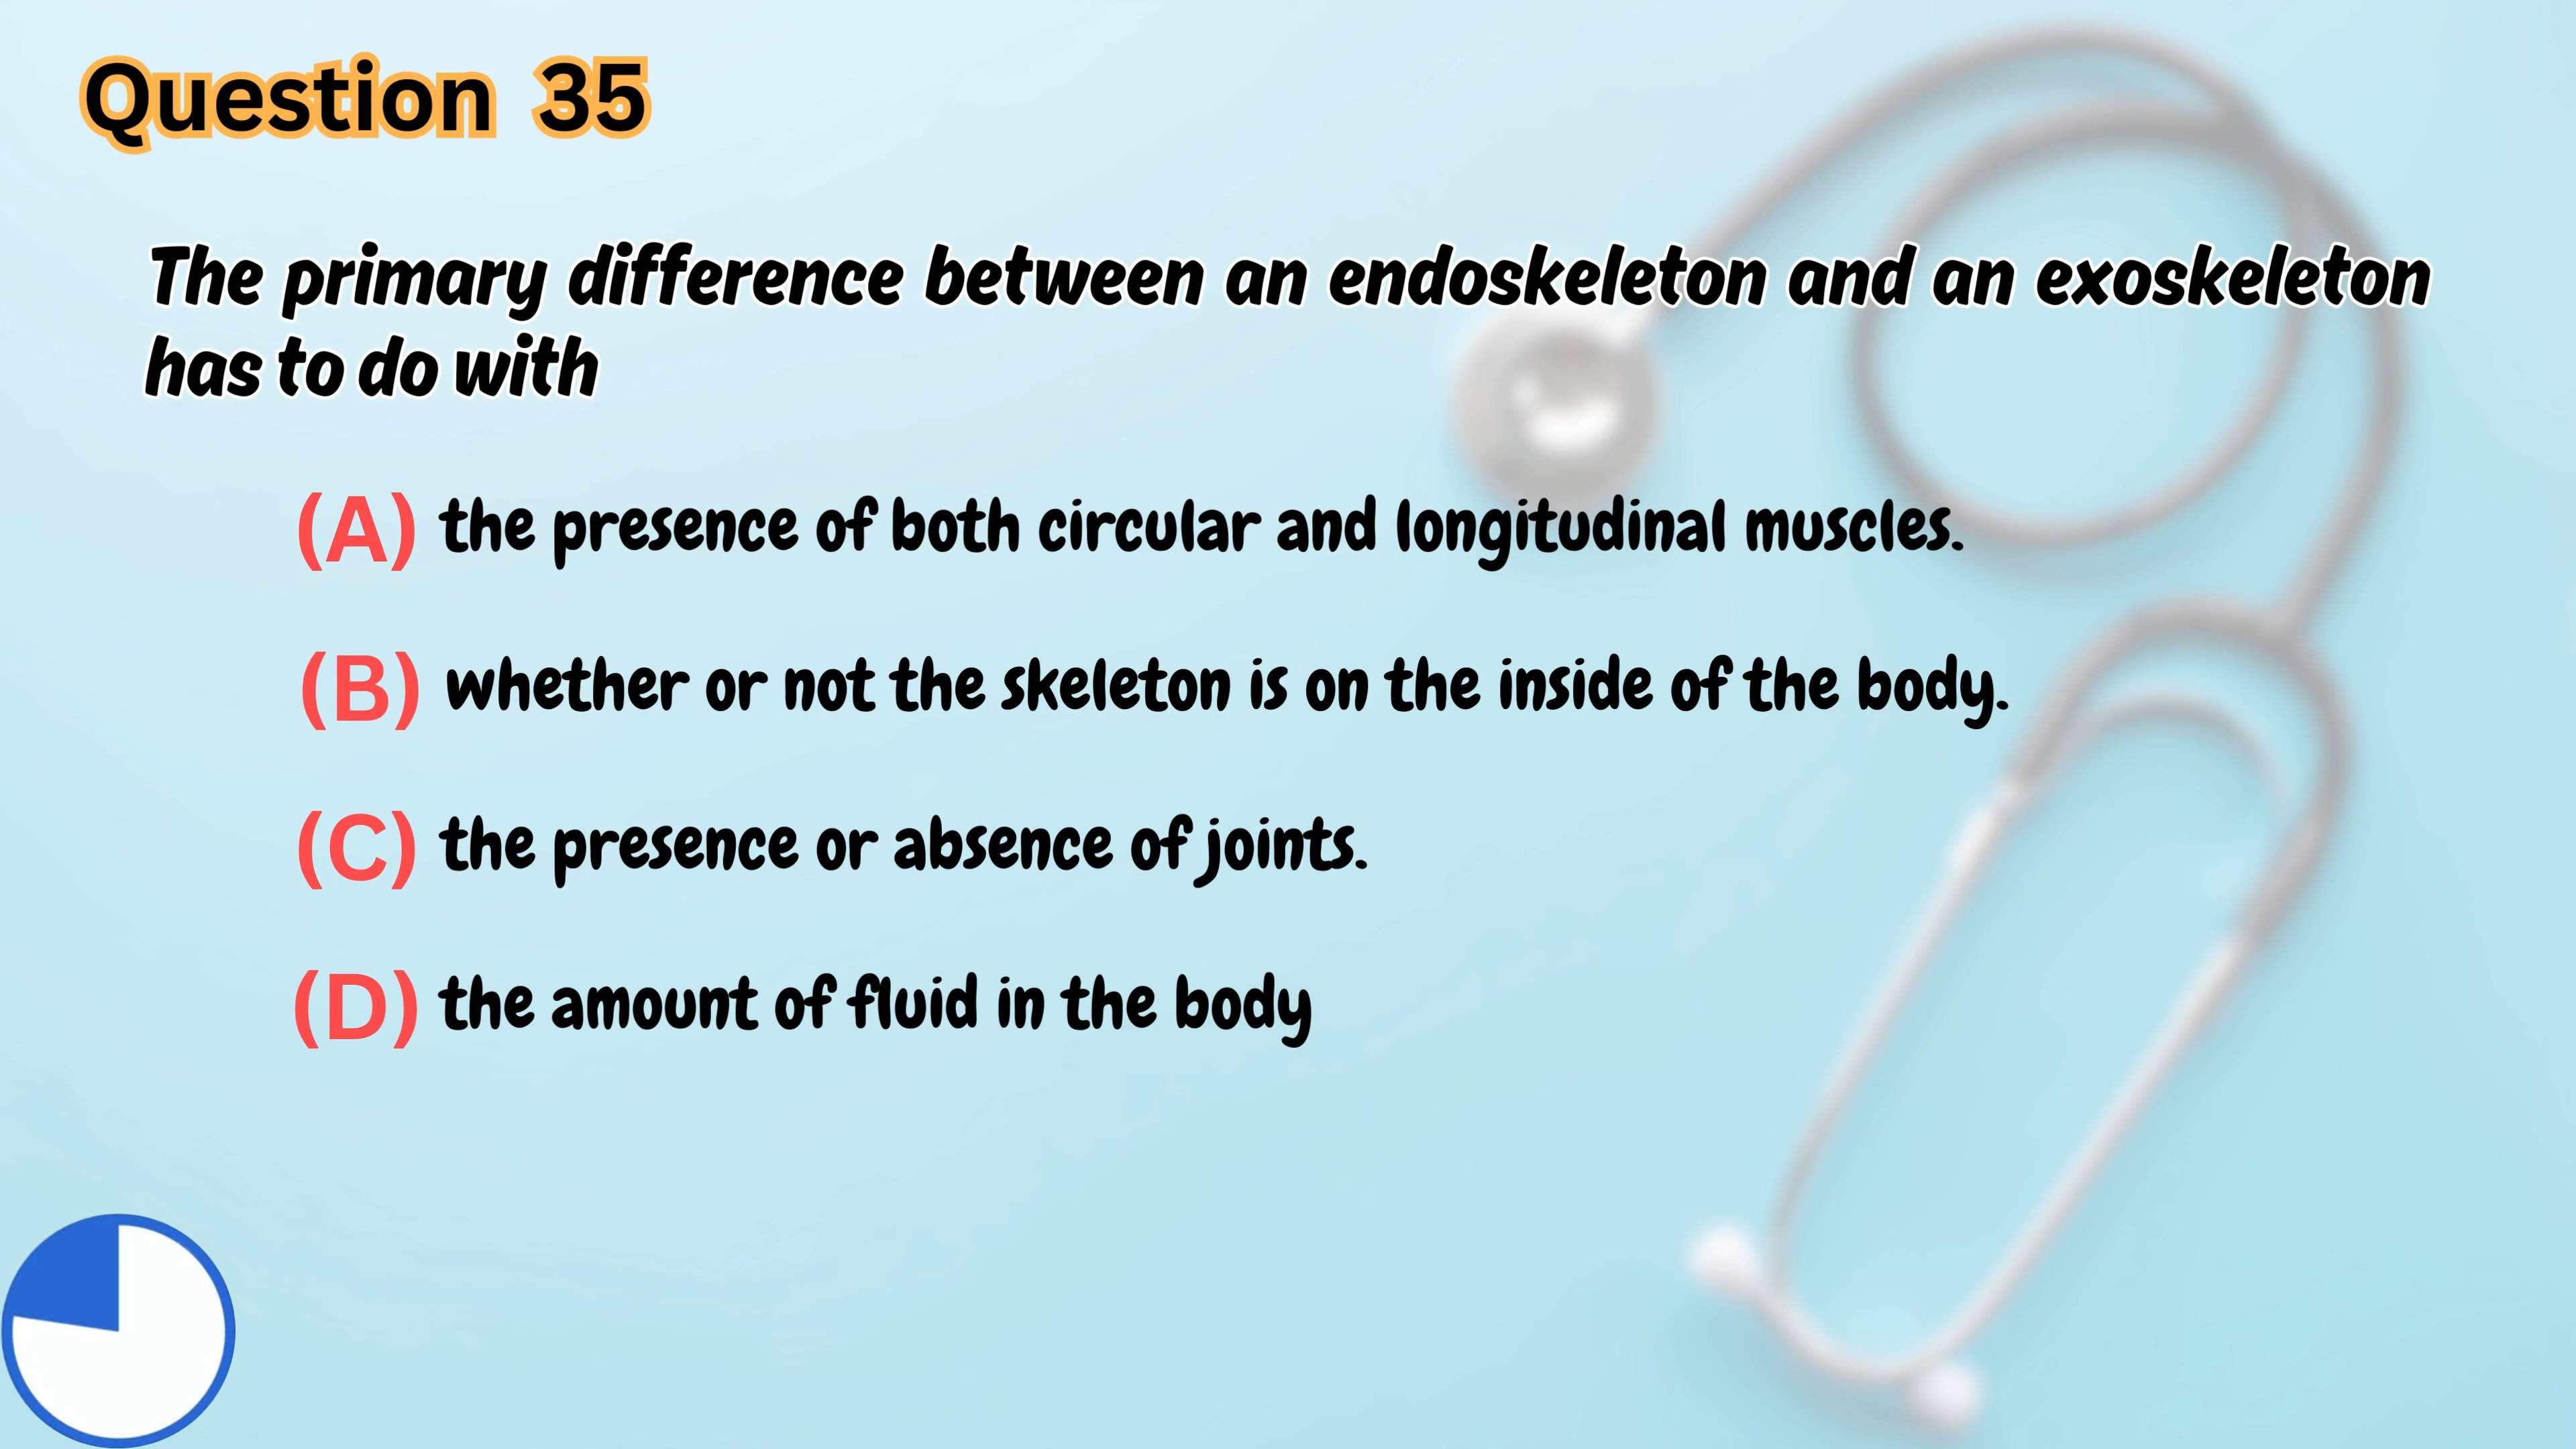 Question 35
The primary difference between an endoskeleton and an exoskeleton
has to do with
(A) the presence of both circular and longitudinal muscles.
(B) whether or not the skeleton is on the inside of the body.
(C) the presence or absence of joints.
(D) the amount of fluid in the body